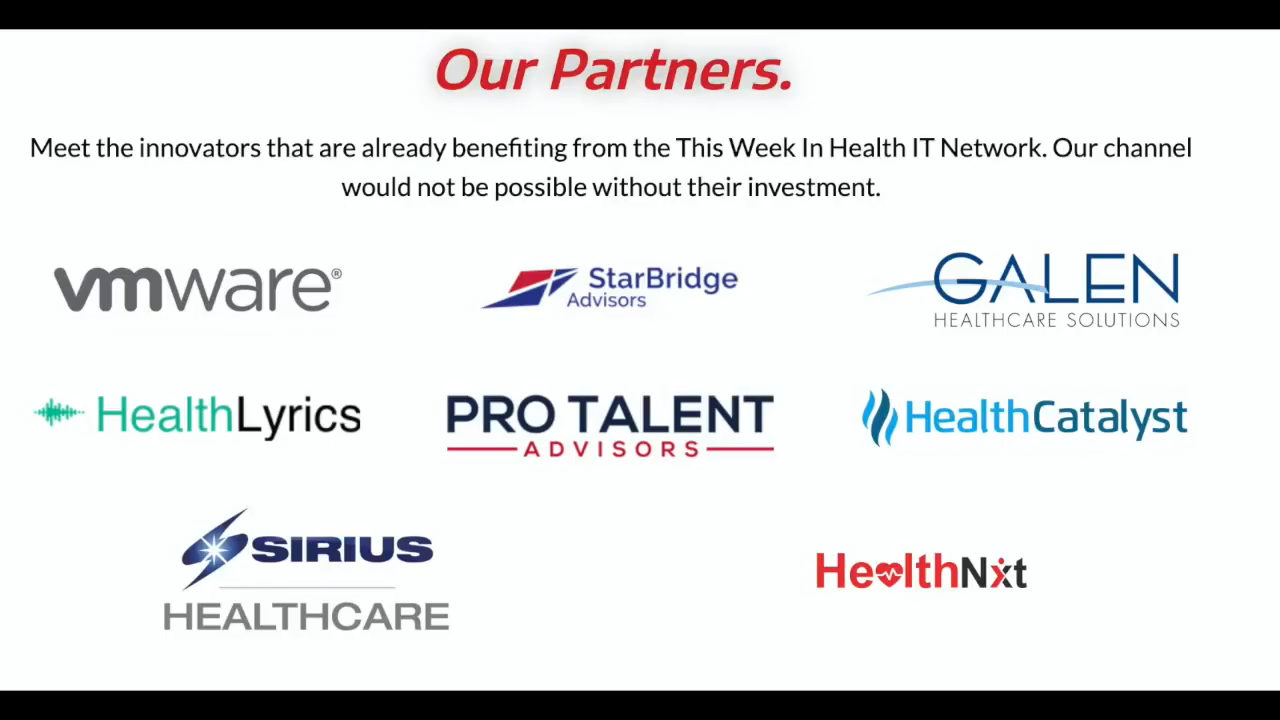 Our Partners.
Meet the innovators that are already benefiting from the This Week In Health IT Network. Our channel
would not be possible without their investment.
vmware®
StarBridge
Advisors
GALEN
HEALTHCARE SOLUTIONS
HealthLyrics
PRO TALENT
ADVISORS
HealthCatalyst
SIRIUS
HEALTHCARE
HealthNxt